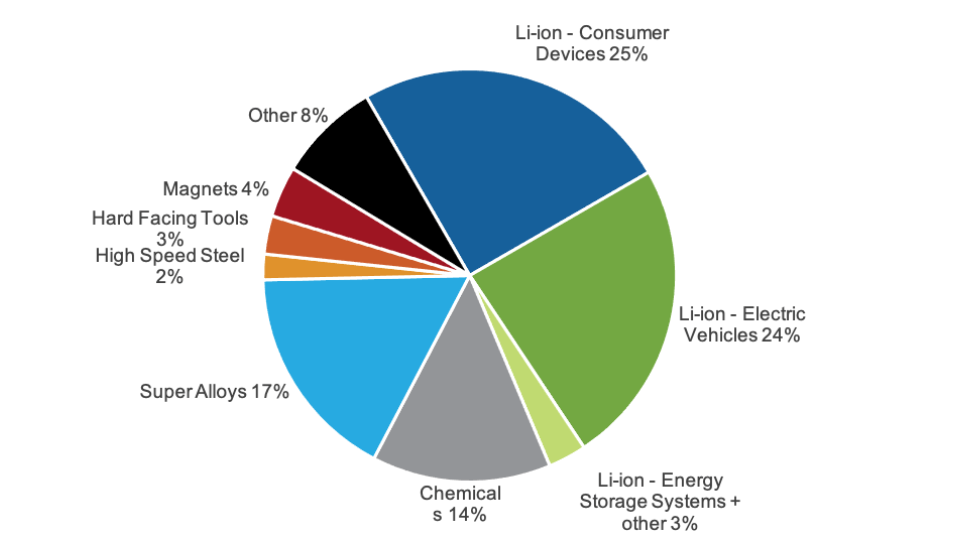 Li-ion - Consumer
Devices 25%
Other 8%
Magnets 4%
Hard Facing Tools
3%
High Speed Steel
2%
Li-ion - Electric
Vehicles 24%
Super Alloys 17%
Chemical
s 14%
Li-ion - Energy
Storage Systems +
other 3%